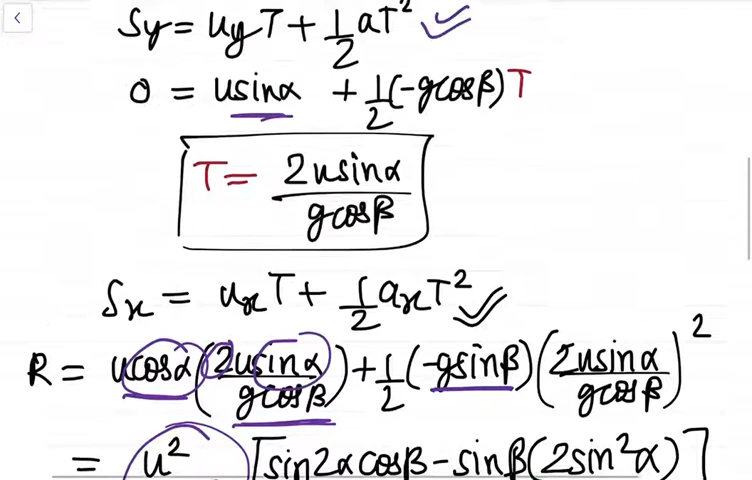 Sy = uyT + 1/2 aT²
0 = usinα + 1/2 (-gcosβ)T
T = 2usinα / gcosβ
Sx = uxT + 1/2 axT²
R = ucosα (2usinα / gcosβ) + 1/2 (-gsinβ) (2usinα / gcosβ)²
= u² [sin2αcosβ - sinβ(2sin²α)]